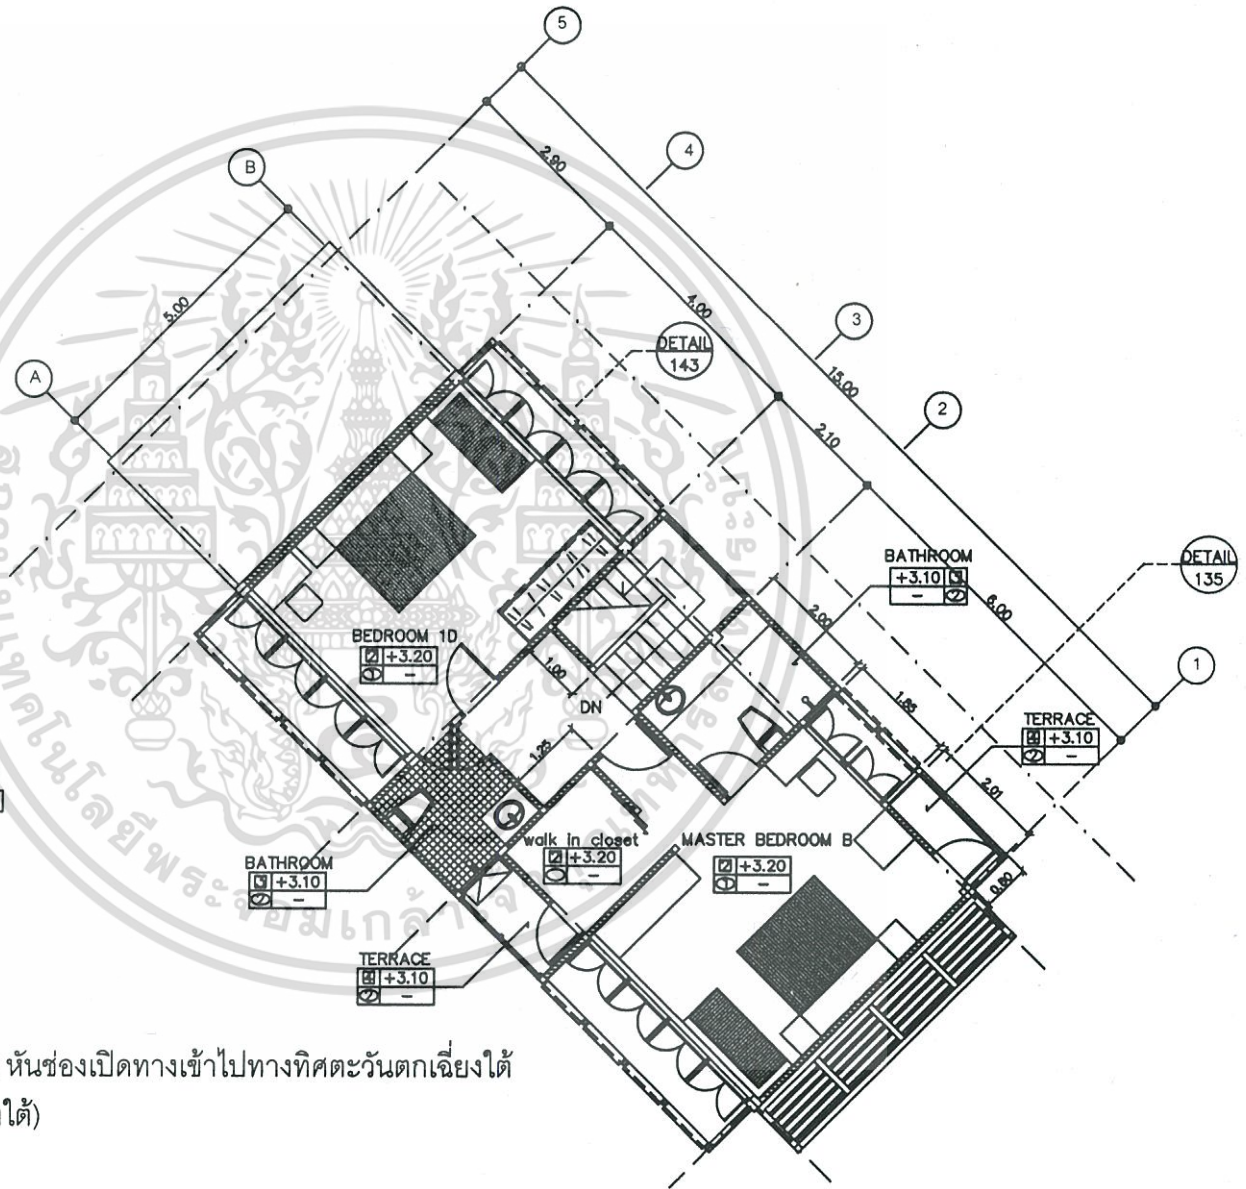 5
4
B
2.90
5.00
4.00
3
DETAIL
143
A
15.00
2
2.10
BATHROOM
+3.10
-
DETAIL
135
2.00
6.00
BEDROOM 1D
+3.20
-
1.00
1
DN
1.65
TERRACE
+3.10
-
1.25
2.01
walk in closet
+3.20
-
MASTER BEDROOM B
+3.20
-
BATHROOM
+3.10
-
0.80
TERRACE
+3.10
-
หันช่องเปิดทางเข้าไปทางทิศตะวันตกเฉียงใต้
ใต้)